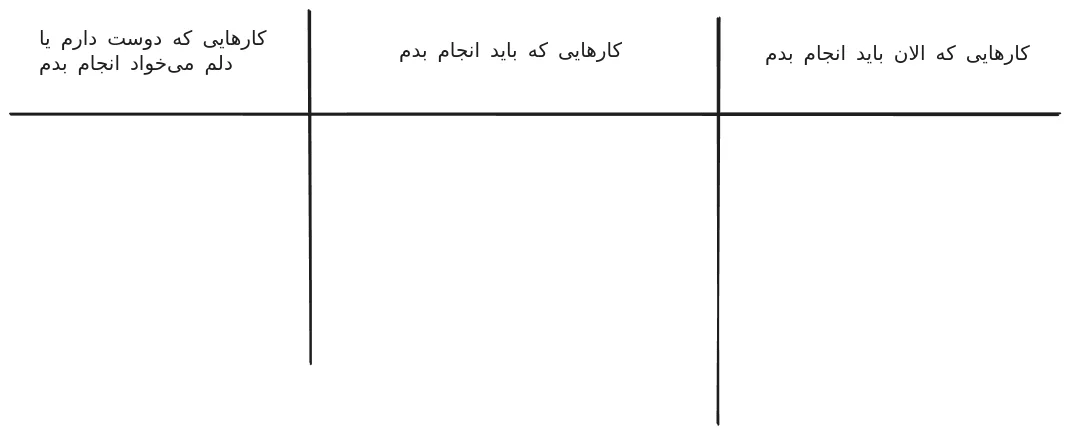 کارهایی که الان باید انجام بدم
کارهایی که باید انجام بدم
کارهایی که دوست دارم یا
دلم می‌خواد انجام بدم